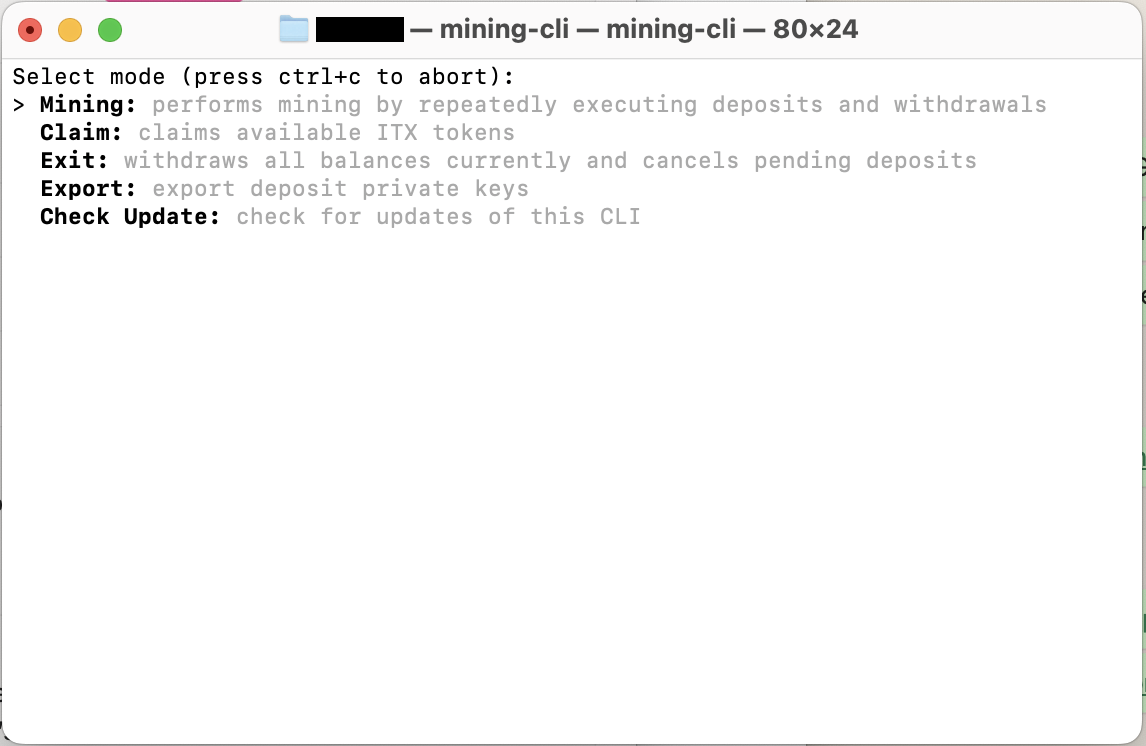 — mining-cli — mining-cli — 80×24
Select mode (press ctrl+c to abort):
> Mining: performs mining by repeatedly executing deposits and withdrawals
Claim: claims available ITX tokens
Exit: withdraws all balances currently and cancels pending deposits
Export: export deposit private keys
Check Update: check for updates of this CLI